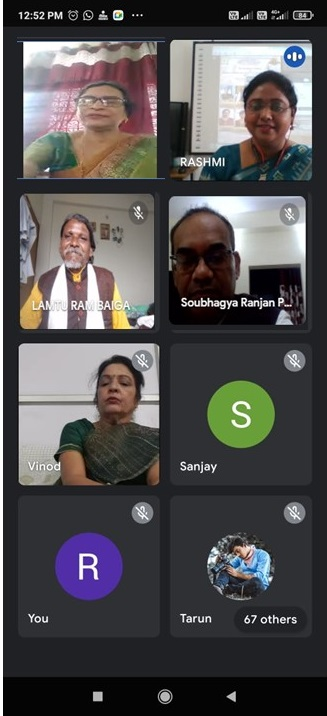 12:52 PM
84
RASHMI
LAMTU RAM BAIGA
Soubhagya Ranjan P...
Vinod
S
Sanjay
R
You
Tarun
67 others